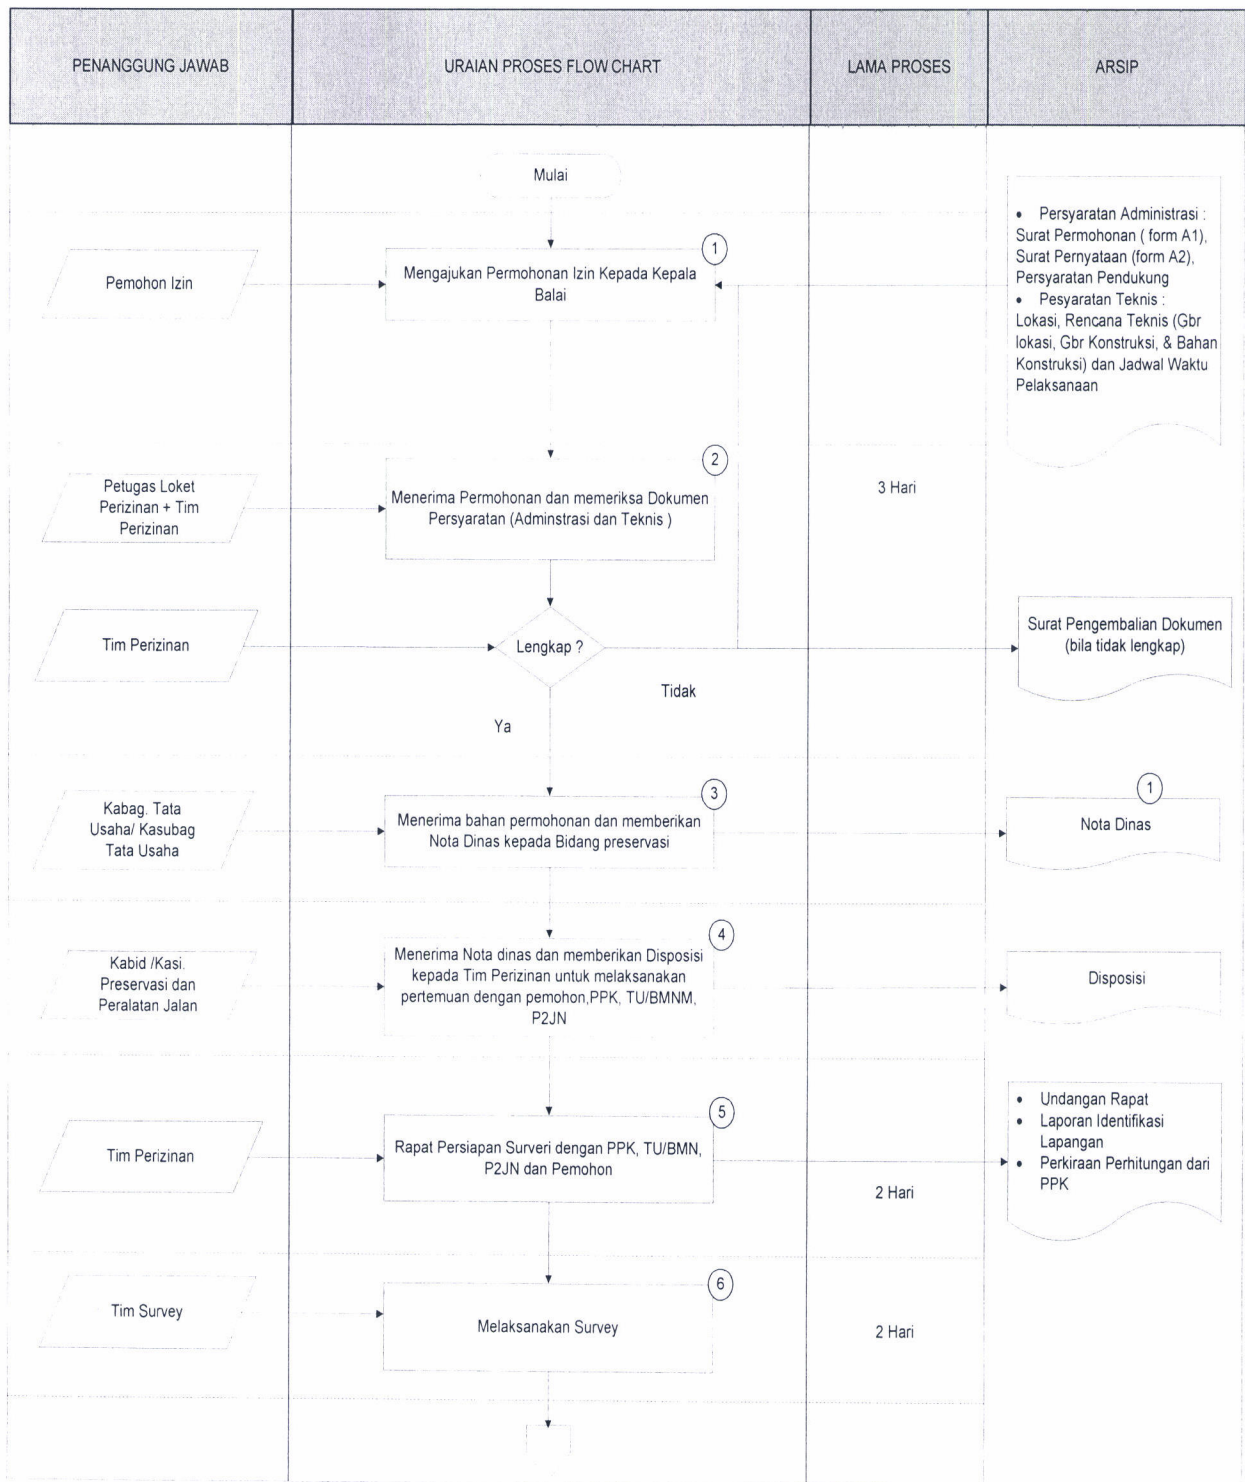 PENANGGUNG JAWAB
URAIAN PROSES FLOW CHART
LAMA PROSES
ARSIP
Mulai
Pemohon Izin
1
Mengajukan Permohonan Izin Kepada Kepala
Balai
• Persyaratan Administrasi :
Surat Permohonan ( form A1),
Surat Pernyataan (form A2),
Persyaratan Pendukung
• Pesyaratan Teknis :
Lokasi, Rencana Teknis (Gbr
lokasi, Gbr Konstruksi, & Bahan
Konstruksi) dan Jadwal Waktu
Pelaksanaan
Petugas Loket
Perizinan + Tim
Perizinan
2
Menerima Permohonan dan memeriksa Dokumen
Persyaratan (Adminstrasi dan Teknis )
3 Hari
Tim Perizinan
Lengkap ?
Tidak
Ya
Surat Pengembalian Dokumen
(bila tidak lengkap)
Kabag. Tata
Usaha/ Kasubag
Tata Usaha
3
Menerima bahan permohonan dan memberikan
Nota Dinas kepada Bidang preservasi
1
Nota Dinas
Kabid /Kasi.
Preservasi dan
Peralatan Jalan
4
Menerima Nota dinas dan memberikan Disposisi
kepada Tim Perizinan untuk melaksanakan
pertemuan dengan pemohon,PPK, TU/BMNM,
P2JN
Disposisi
Tim Perizinan
5
Rapat Persiapan Surveri dengan PPK, TU/BMN,
P2JN dan Pemohon
2 Hari
• Undangan Rapat
• Laporan Identifikasi
Lapangan
• Perkiraan Perhitungan dari
PPK
Tim Survey
6
Melaksanakan Survey
2 Hari